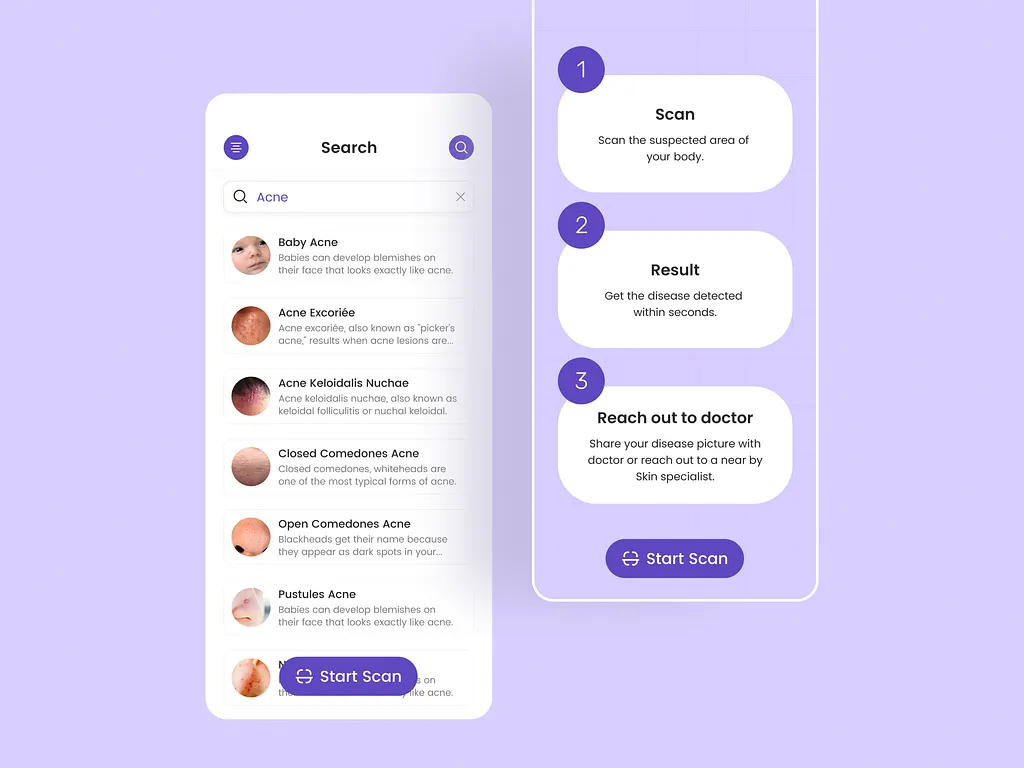 Search
Acne
Baby Acne
Babies can develop blemishes on
their face that looks exactly like acne.
Acne Excoriée
Acne excoriée, also known as "picker's
acne," results when acne lesions are...
Acne Keloidalis Nuchae
Acne keloidalis nuchae, also known as
keloidal folliculitis or nuchal keloidal.
Closed Comedones Acne
Closed comedones, whiteheads are
one of the most typical forms of acne.
Open Comedones Acne
Blackheads get their name because
they appear as dark spots in your...
Pustules Acne
Babies can develop blemishes on
their face that looks exactly like acne.
Start Scan
on
like acne.
1
Scan
Scan the suspected area of
your body.
2
Result
Get the disease detected
within seconds.
3
Reach out to doctor
Share your disease picture with
doctor or reach out to a near by
Skin specialist.
Start Scan